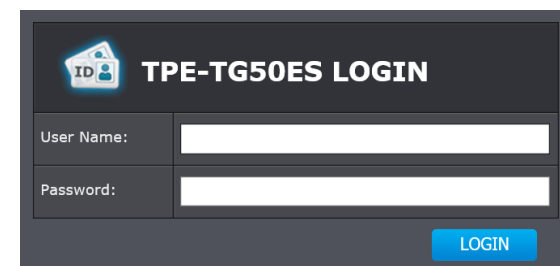 ID
TPE-TG50ES LOGIN
User Name:
Password:
LOGIN